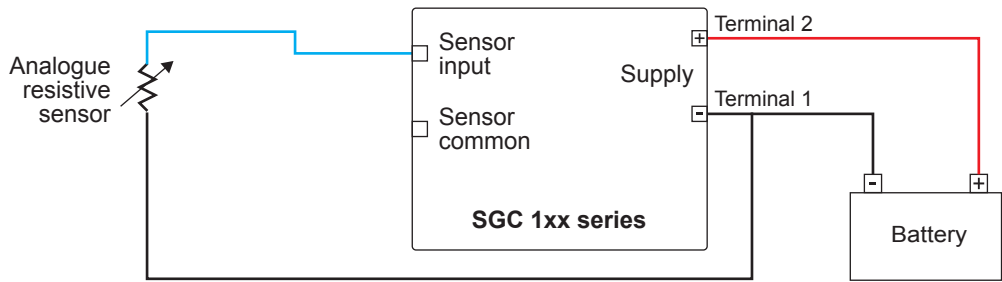 Analogue
resistive
sensor
Sensor
input
Sensor
common
Supply
+
-
Terminal 2
Terminal 1
SGC 1xx series
-
+
Battery